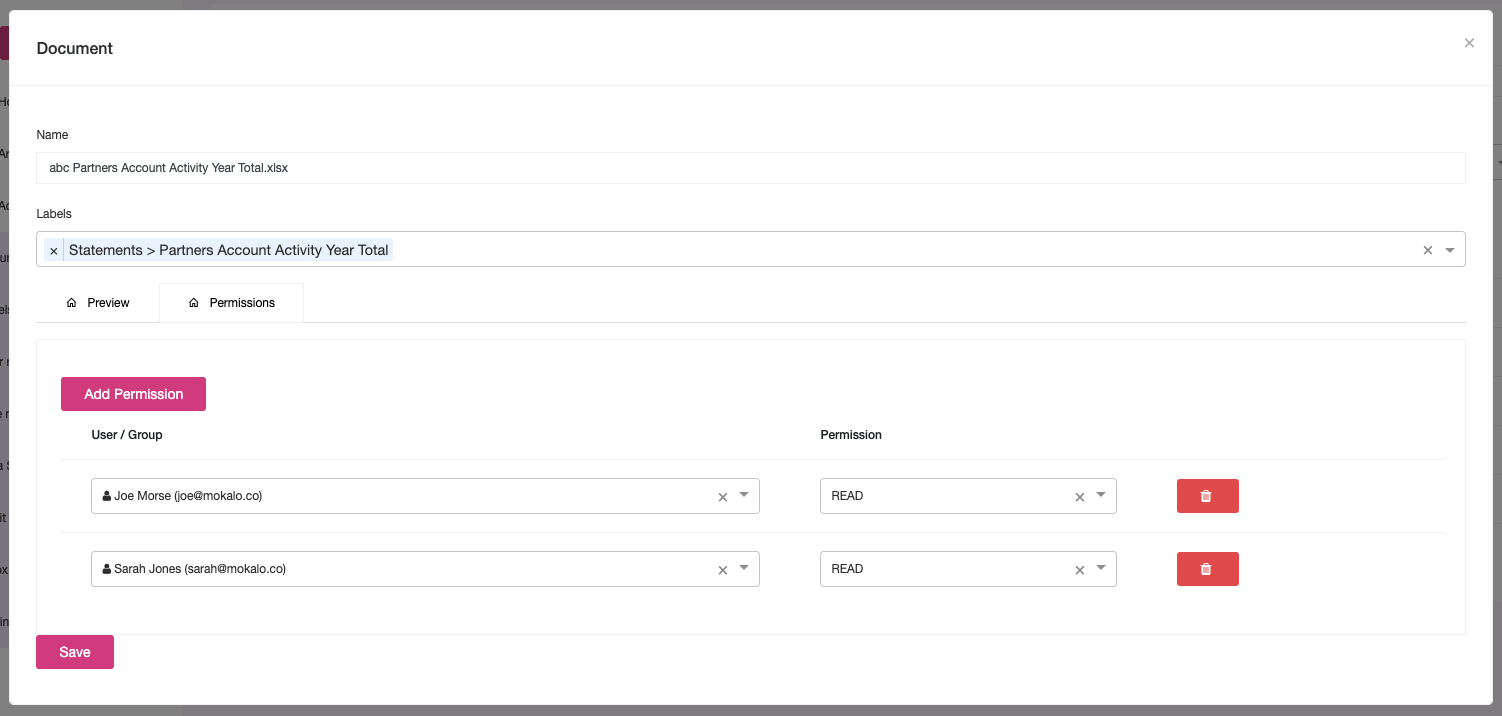 Document
×
Name
abc Partners Account Activity Year Total.xlsx
Labels
× Statements > Partners Account Activity Year Total ×
Preview Permissions
Add Permission
User / Group Permission
Joe Morse (joe@mokalo.co) × READ ×
Sarah Jones (sarah@mokalo.co) × READ ×
Save